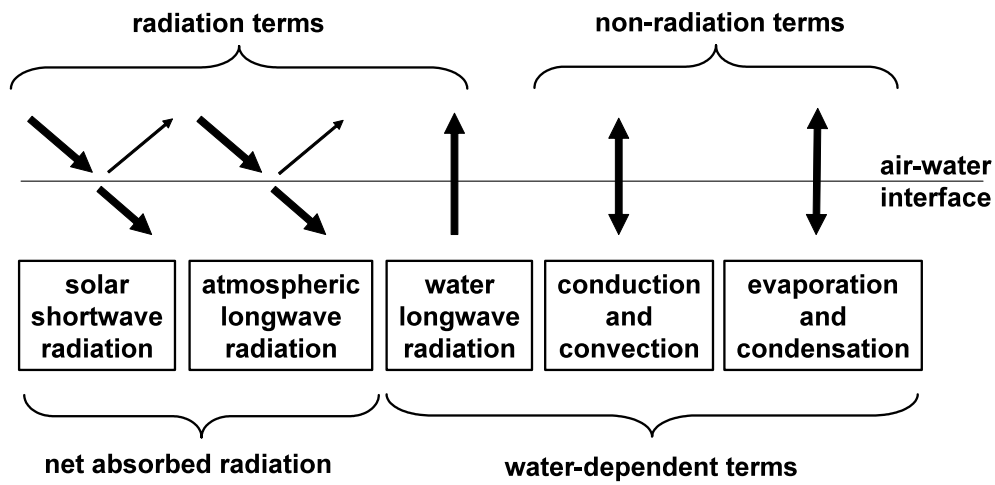 radiation terms
non-radiation terms
air-water
interface
solar
shortwave
radiation
atmospheric
longwave
radiation
water
longwave
radiation
conduction
and
convection
evaporation
and
condensation
net absorbed radiation
water-dependent terms